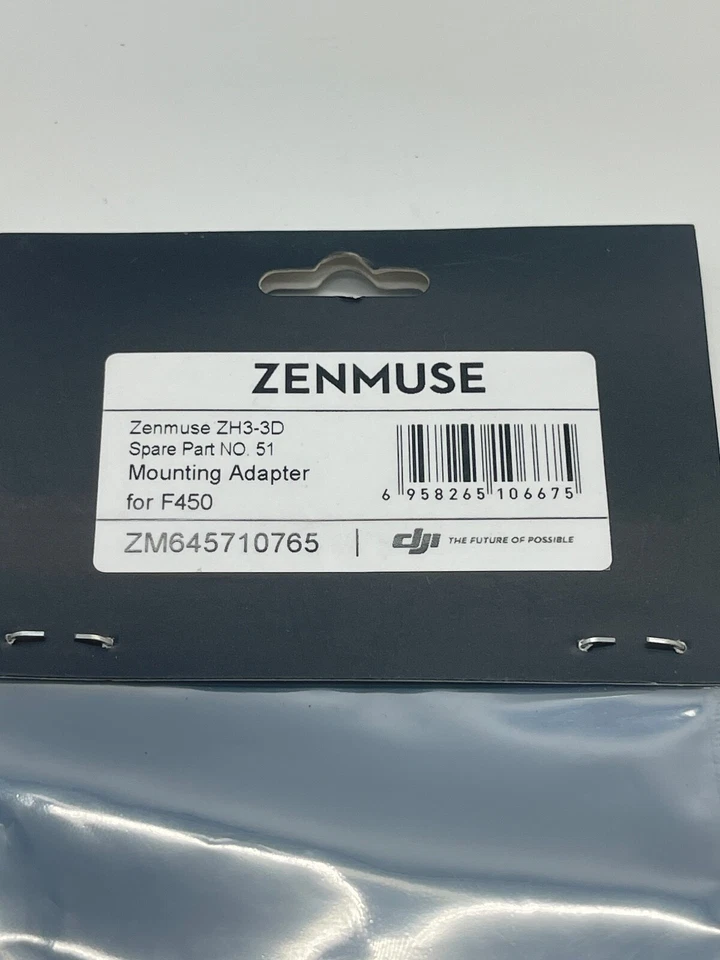 ZENMUSE
Zenmuse ZH3-3D
Spare Part NO. 51
Mounting Adapter
for F450
6 958265 106675
ZM645710765 | dji THE FUTURE OF POSSIBLE